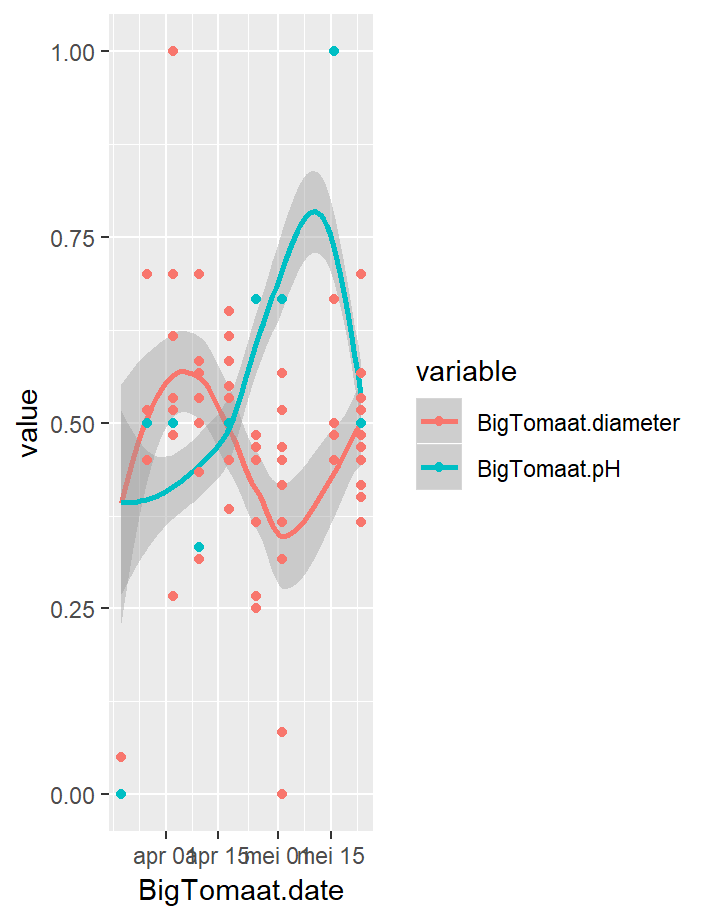 1.00
0.75
0.50
0.25
0.00
value
apr 01 apr 15 mei 01 mei 15
BigTomaat.date
variable
BigTomaat.diameter
BigTomaat.pH